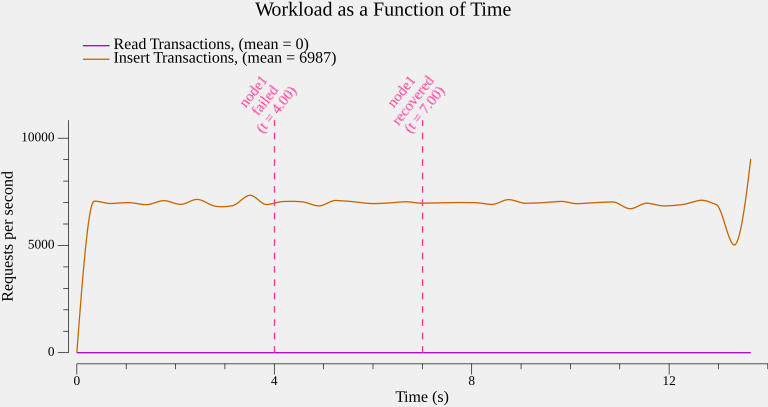 Workload as a Function of Time
Read Transactions, (mean = 0)
Insert Transactions, (mean = 6987)
node1
failed
(t = 4.00)
node1
recovered
(t = 7.00)
10000
5000
0
Requests per second
0
4
8
12
Time (s)